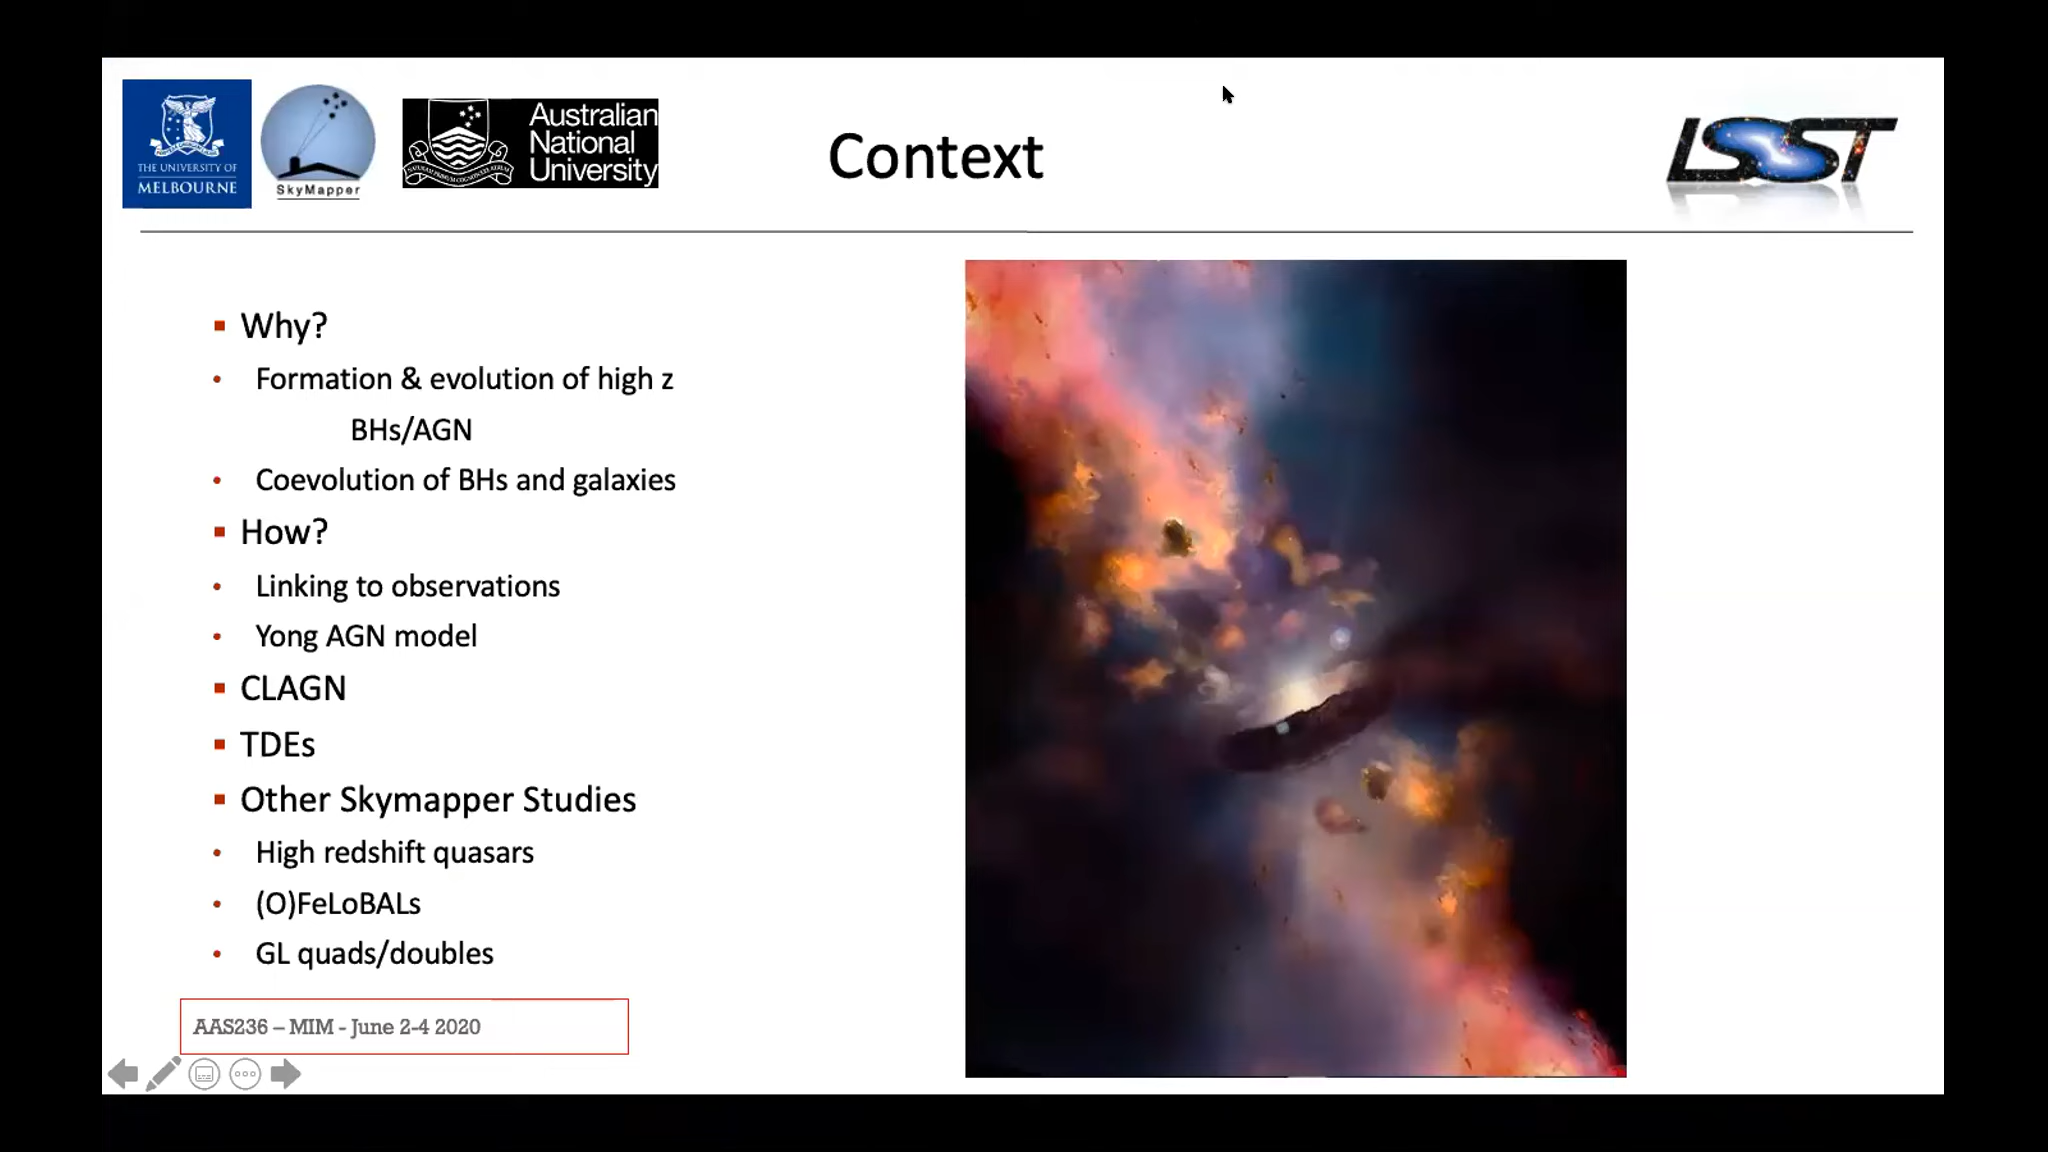 THE UNIVERSITY OF
MELBOURNE
SkyMapper
Australian
National
University
Context
LSST
Why?
Formation & evolution of high z
BHs/AGN
Coevolution of BHs and galaxies
How?
Linking to observations
Yong AGN model
CLAGN
TDEs
Other Skymapper Studies
High redshift quasars
(O)FeLoBALs
GL quads/doubles
AAS236 – MIM - June 2-4 2020